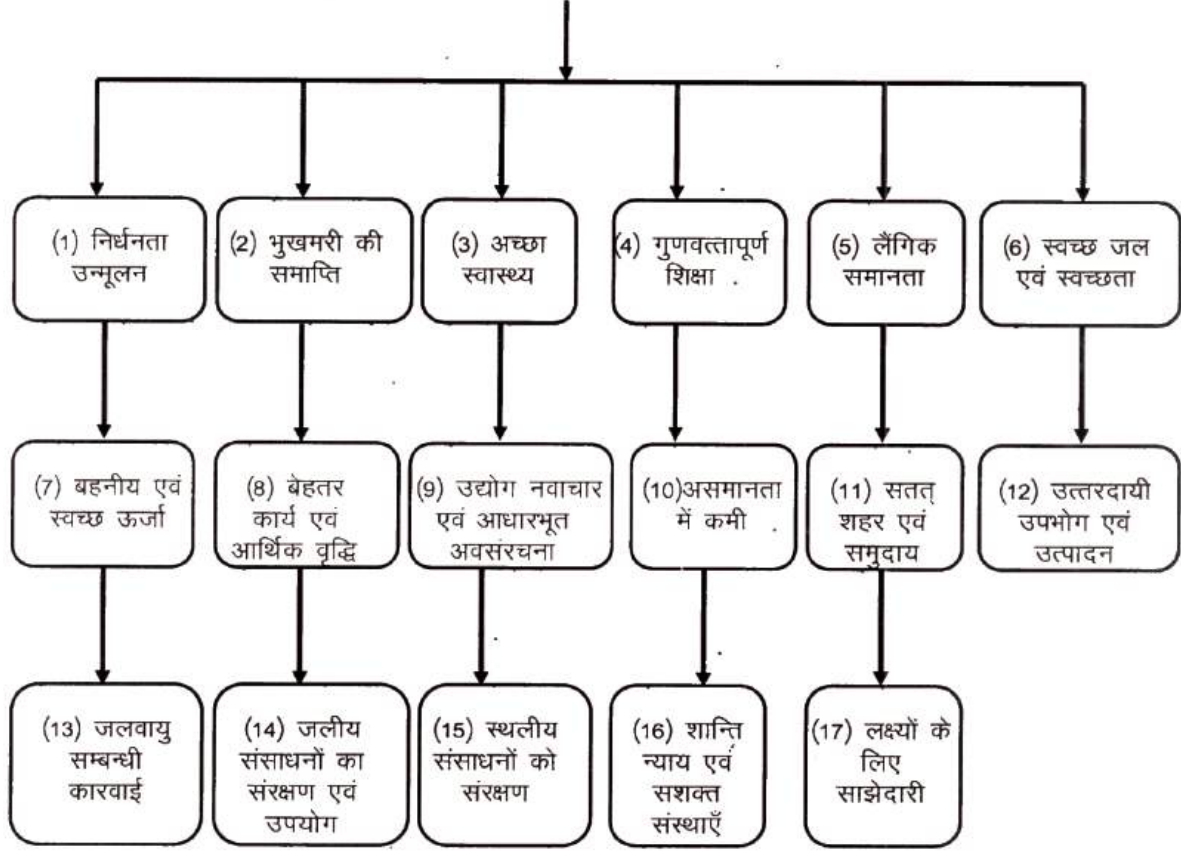 (1) निर्धनता
उन्मूलन
(2) भुखमरी की
समाप्ति
(3) अच्छा
स्वास्थ्य
(4) गुणवत्तापूर्ण
शिक्षा
(5) लैंगिक
समानता
(6) स्वच्छ जल
एवं स्वच्छता
(7) बहनीय एवं
स्वच्छ ऊर्जा
(8) बेहतर
कार्य एवं
आर्थिक वृद्धि
(9) उद्योग नवाचार
एवं आधारभूत
अवसंरचना
(10)असमानता
में कमी
(11) सतत्
शहर एवं
समुदाय
(12) उत्तरदायी
उपभोग एवं
उत्पादन
(13) जलवायु
सम्बन्धी
कारवाई
(14) जलीय
संसाधनों का
संरक्षण एवं
उपयोग
(15) स्थलीय
संसाधनों को
संरक्षण
(16) शान्ति
न्याय एवं
सशक्त
संस्थाएँ
(17) लक्ष्यों के
लिए
साझेदारी